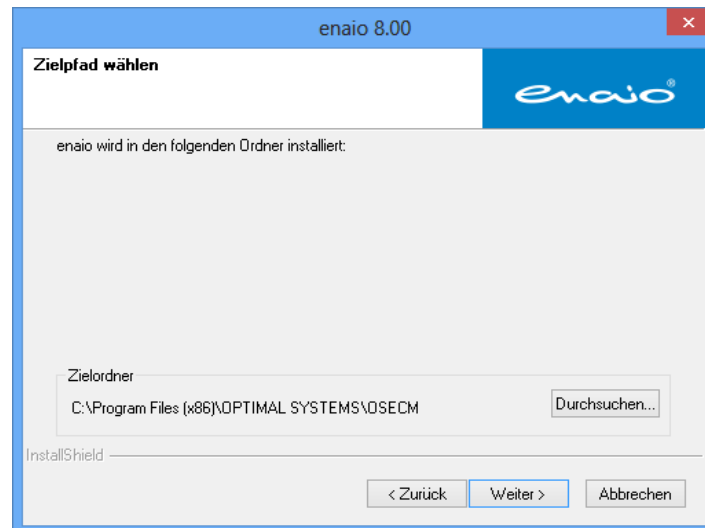 enaio 8.00
Zielpfad wählen
enaio®
enaio wird in den folgenden Ordner installiert:
Zielordner
C:\Program Files (x86)\OPTIMAL SYSTEMS\OSECM
Durchsuchen...
InstallShield
< Zurück Weiter > Abbrechen